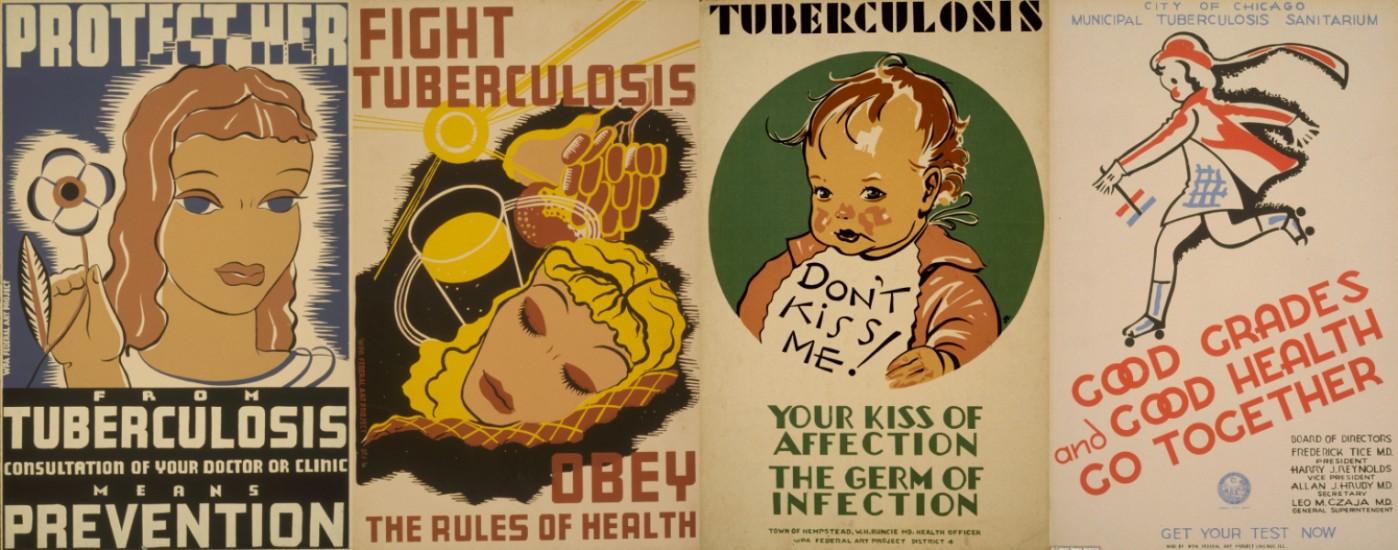 PROTECT HER
FROM
TUBERCULOSIS
CONSULTATION OF YOUR DOCTOR OR CLINIC
MEANS
PREVENTION
WPA FEDERAL ART PROJECT
FIGHT
TUBERCULOSIS
OBEY
THE RULES OF HEALTH
WPA FEDERAL ART PROJECT
TUBERCULOSIS
DON'T
KISS
ME!
YOUR KISS OF
AFFECTION
THE GERM OF
INFECTION
TOWN OF HEMPSTEAD, W.H. RUNCIE MD. HEALTH OFFICER
WPA FEDERAL ART PROJECT DISTRICT 4
CITY OF CHICAGO
MUNICIPAL TUBERCULOSIS SANITARIUM
GOOD GRADES
and GOOD HEALTH
GO TOGETHER
BOARD OF DIRECTORS
FREDERICK TICE M.D.
PRESIDENT
HARRY J. REYNOLDS
VICE PRESIDENT
ALLAN J. HRUBY M.D.
SECRETARY
LEO M. CZAJA M.D.
GENERAL SUPERINTENDENT
GET YOUR TEST NOW